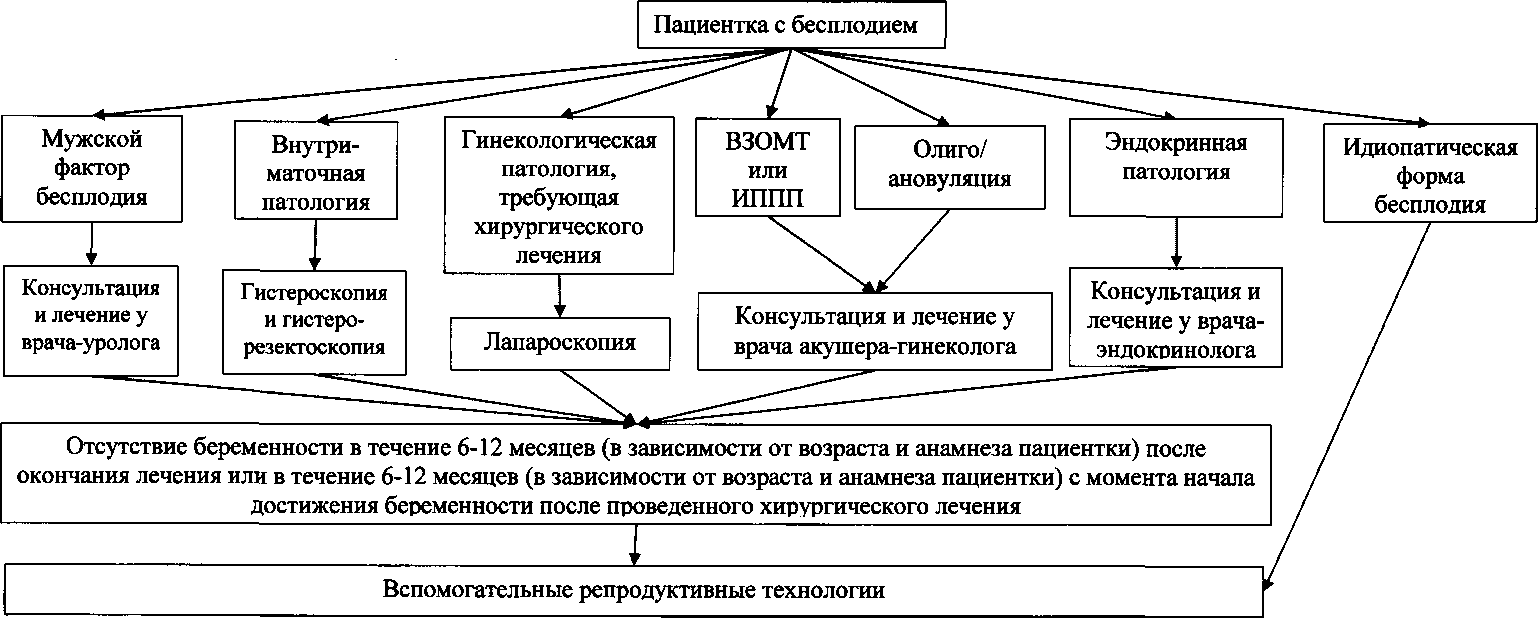 Пациентка с бесплодием
Мужской
фактор
бесплодия
Внутри-
маточная
патология
Гинекологическая
патология,
требующая
хирургического
лечения
ВЗОМТ
или
ИППП
Олиго/
ановуляция
Эндокринная
патология
Идиопатическая
форма
бесплодия
Консультация
и лечение у
врача-уролога
Гистероскопия
и гистеро-
резектоскопия
Лапароскопия
Консультация и лечение у
врача акушера-гинеколога
Консультация и
лечение у врача-
эндокринолога
Отсутствие беременности в течение 6-12 месяцев (в зависимости от возраста и анамнеза пациентки) после
окончания лечения или в течение 6-12 месяцев (в зависимости от возраста и анамнеза пациентки) с момента начала
достижения беременности после проведенного хирургического лечения
Вспомогательные репродуктивные технологии